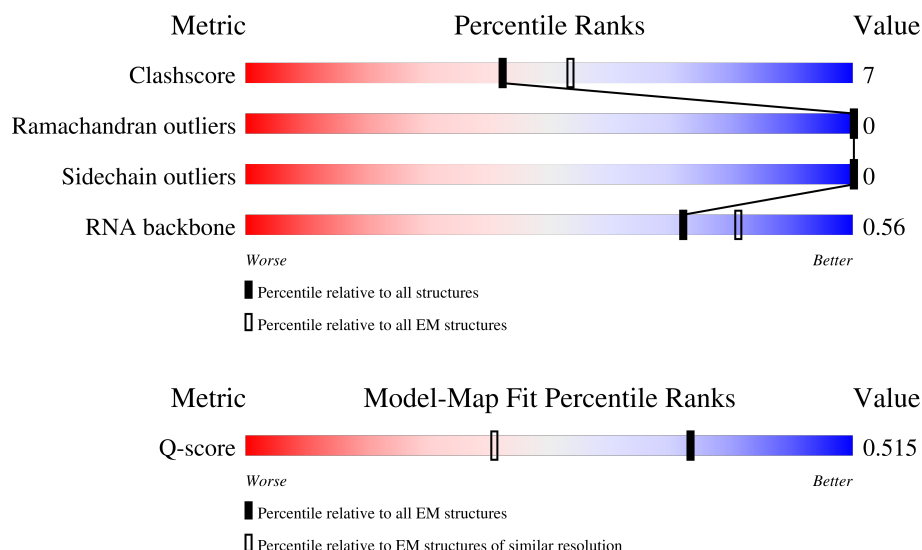 Metric Percentile Ranks Value
Clashscore 7
Ramachandran outliers 0
Sidechain outliers 0
RNA backbone 0.56
Worse Better
Percentile relative to all structures
Percentile relative to all EM structures
Metric Model-Map Fit Percentile Ranks Value
Q-score 0.515
Worse Better
Percentile relative to all EM structures
Percentile relative to EM structures of similar resolution